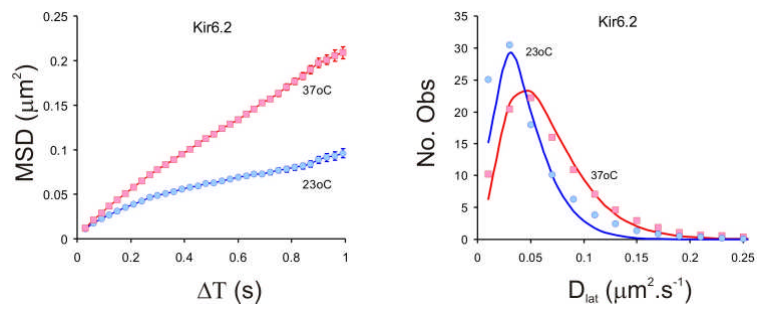 Kir6.2
0.25
0.2
0.15
0.1
0.05
0
MSD (μm²)
37oC
23oC
0 0.2 0.4 0.6 0.8 1
ΔT (s)
Kir6.2
35
30
25
20
15
10
5
0
No. Obs
23oC
37oC
0 0.05 0.1 0.15 0.2 0.25
D_lat (μm².s⁻¹)